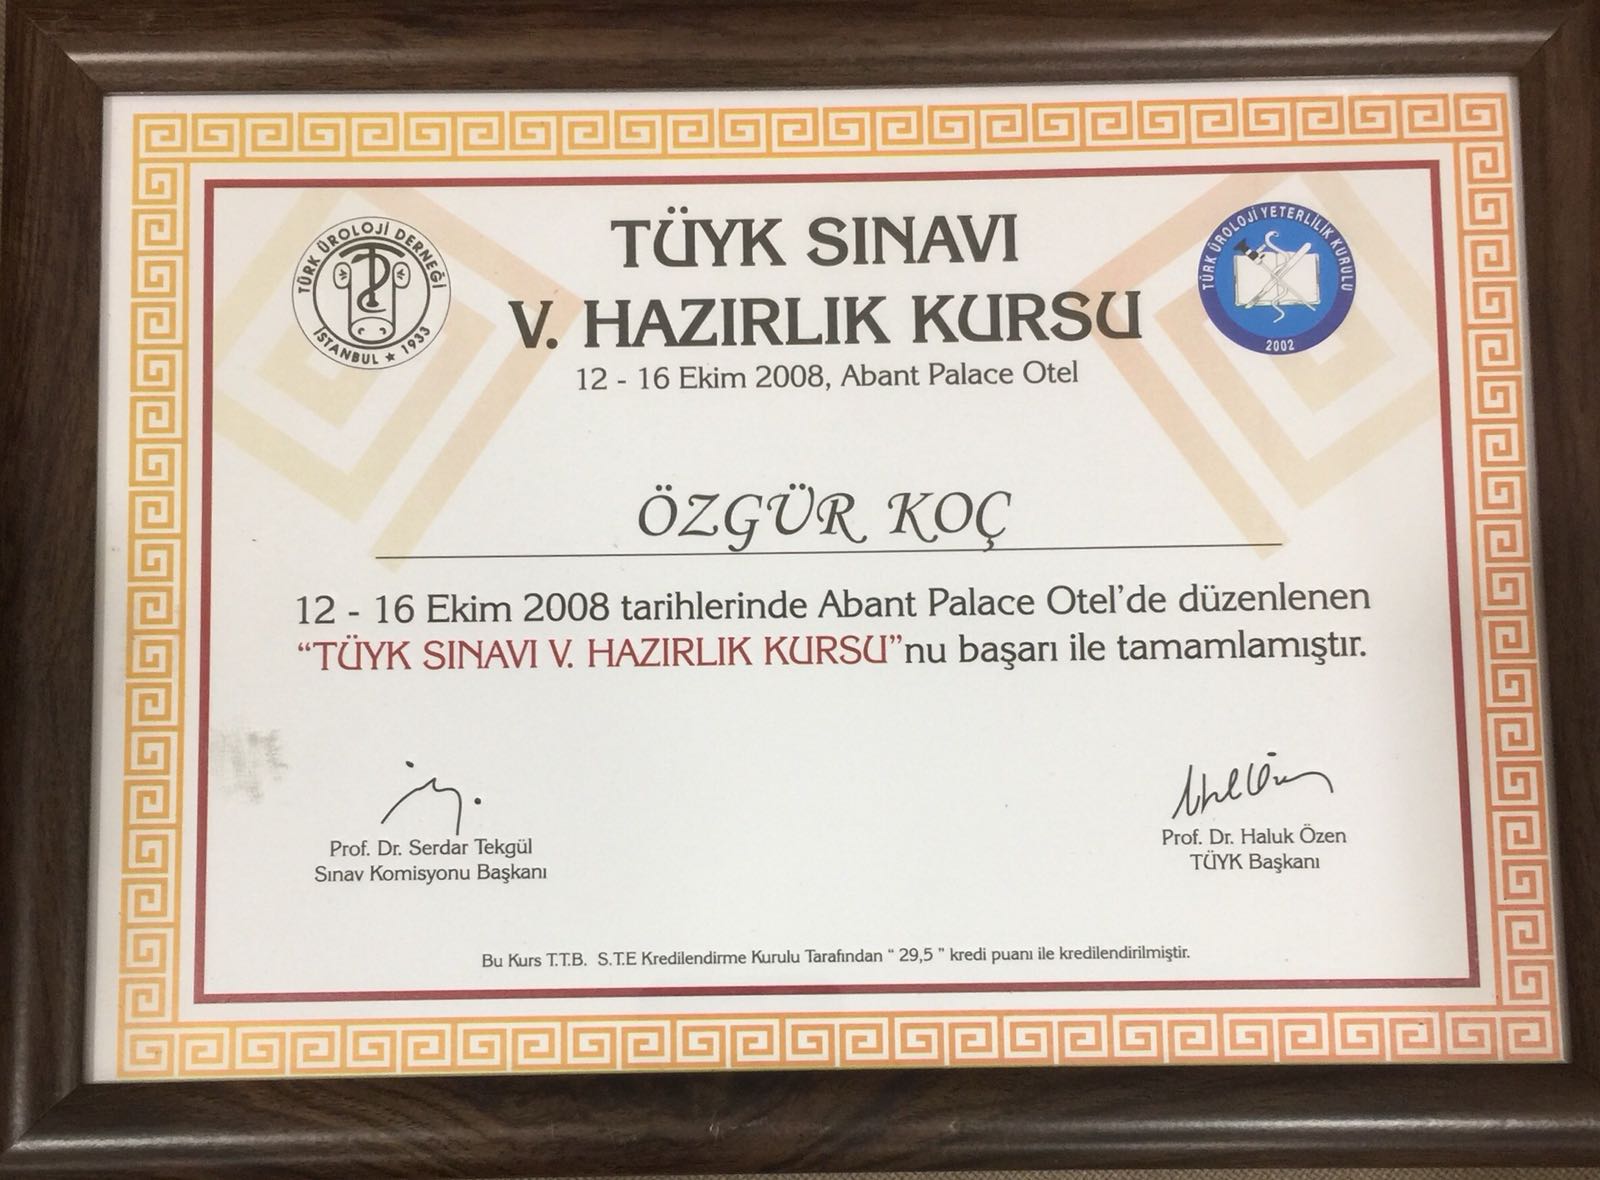 TÜRK ÜROLOJİ DERNEĞİ
İSTANBUL ★ 1933
TÜRK ÜROLOJİ YETERLİLİK KURULU
2002
TÜYK SINAVI
V. HAZIRLIK KURSU
12 - 16 Ekim 2008, Abant Palace Otel
ÖZGÜR KOÇ
12 - 16 Ekim 2008 tarihlerinde Abant Palace Otel'de düzenlenen
“TÜYK SINAVI V. HAZIRLIK KURSU”nu başarı ile tamamlamıştır.
Prof. Dr. Serdar Tekgül
Sınav Komisyonu Başkanı
Prof. Dr. Haluk Özen
TÜYK Başkanı
Bu Kurs T.T.B. S.T.E Kredilendirme Kurulu Tarafından “ 29,5 ” kredi puanı ile kredilendirilmiştir.